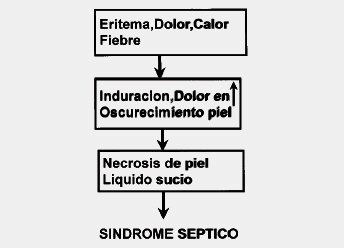 Eritema,Dolor,Calor
Fiebre
Induracion,Dolor en ↑
Oscurecimiento piel
Necrosis de piel
Liquido sucio
SINDROME SEPTICO